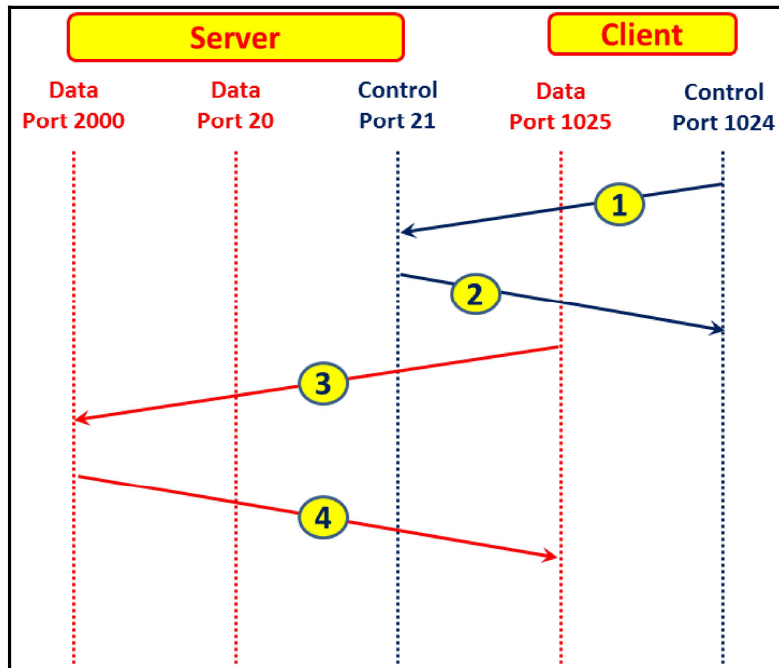 Server
Client
Data
Port 2000
Data
Port 20
Control
Port 21
Data
Port 1025
Control
Port 1024
1
2
3
4